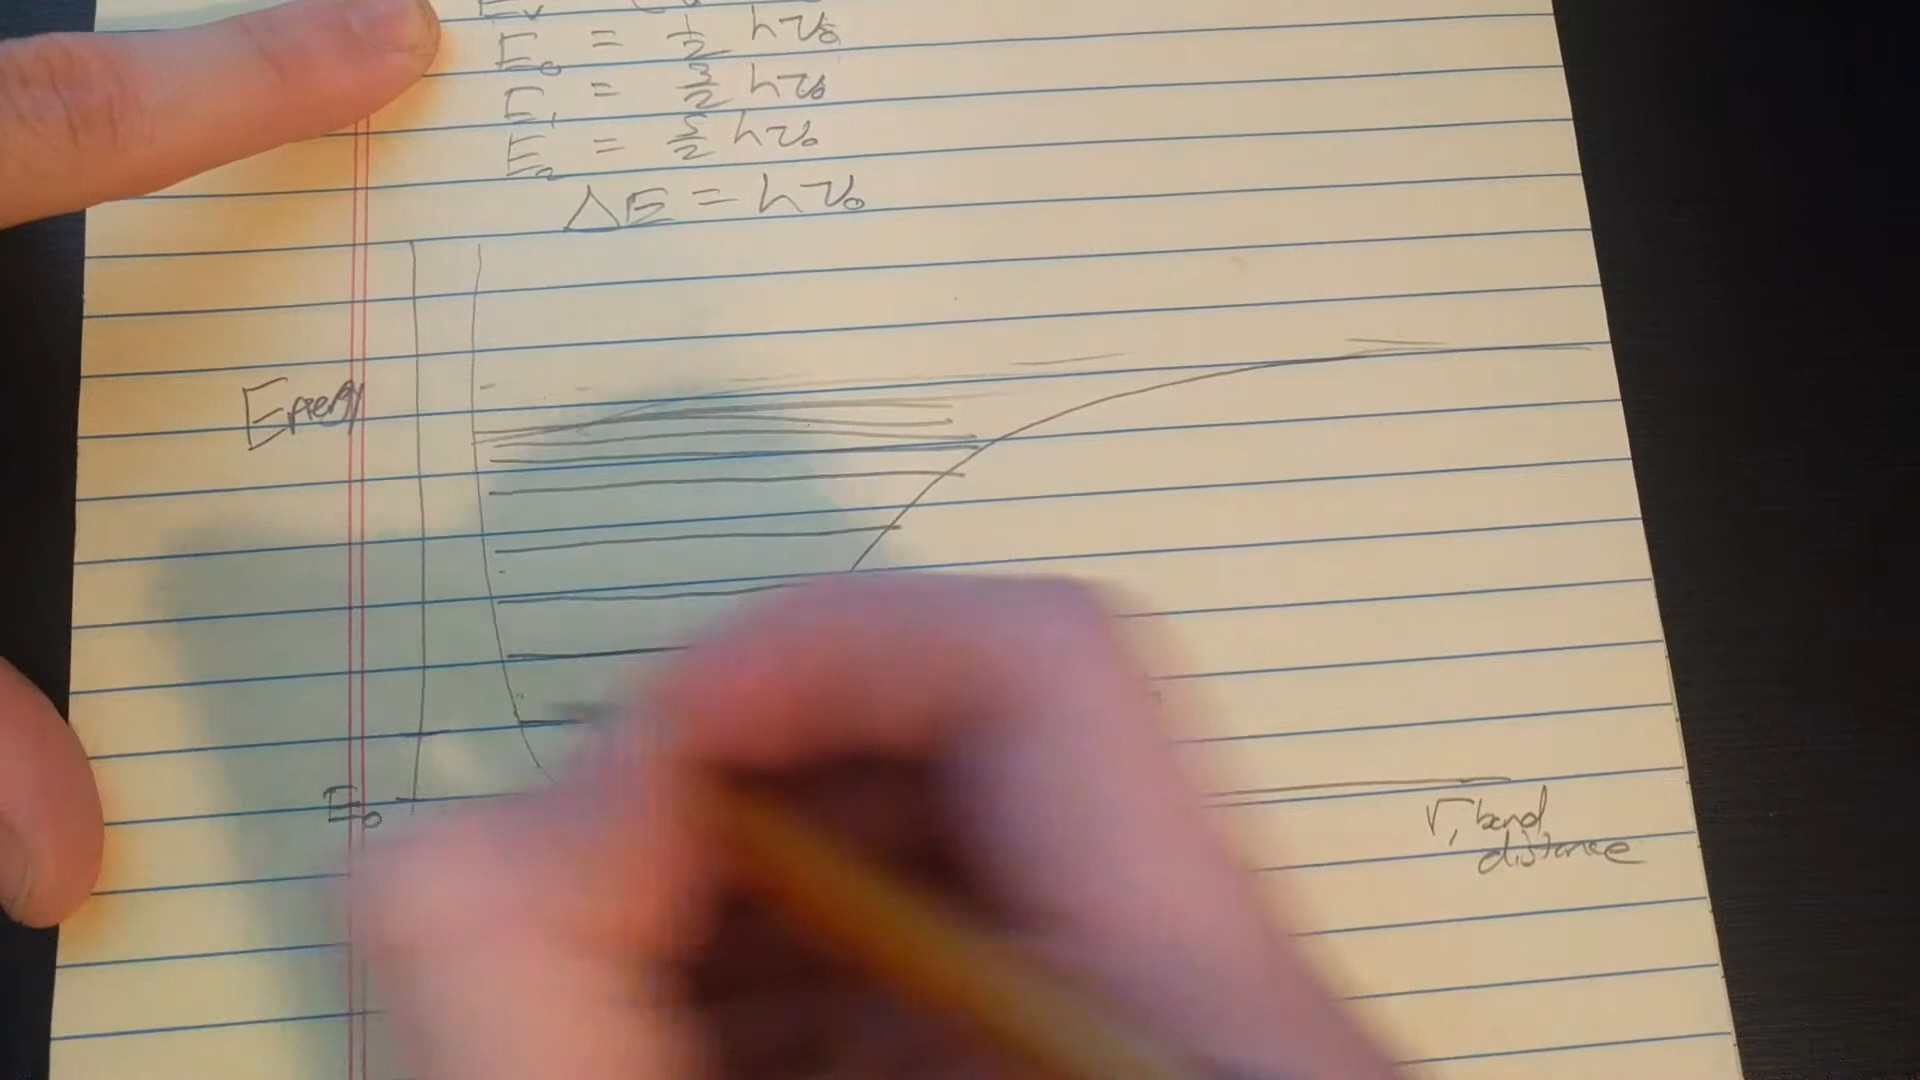 E₀ = 1/2 hν₀
E₁ = 3/2 hν₀
E₂ = 5/2 hν₀
ΔE = hν₀
Energy
E₀
r, bond
distance